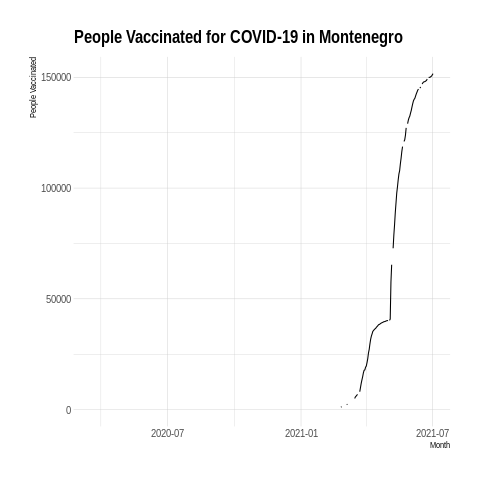 People Vaccinated for COVID-19 in Montenegro
People Vaccinated
150000
100000
50000
0
2020-07
2021-01
2021-07
Month